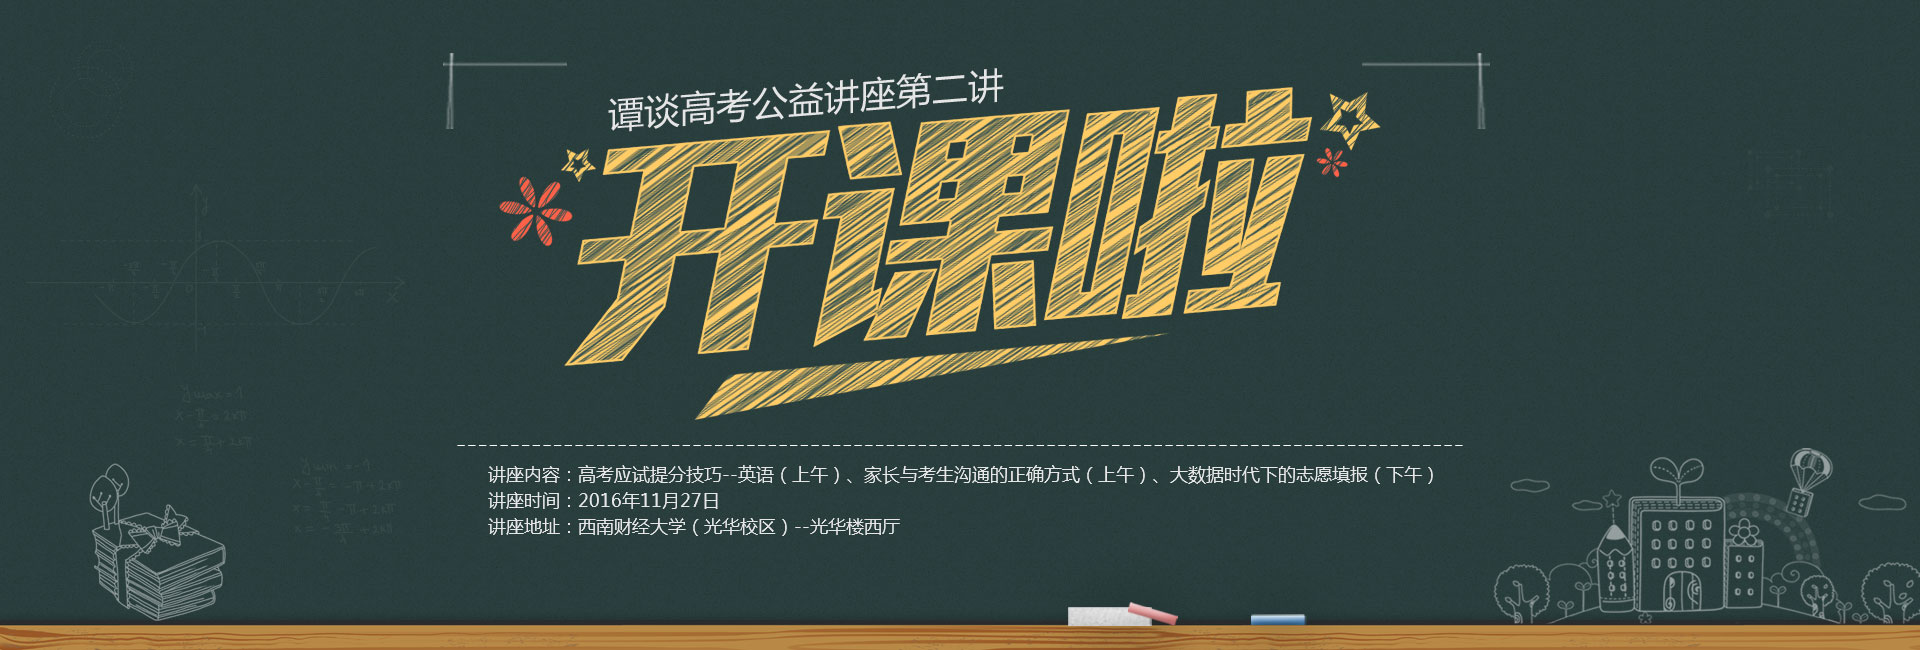 谭谈高考公益讲座第二讲
开课啦
讲座内容：高考应试提分技巧--英语（上午）、家长与考生沟通的正确方式（上午）、大数据时代下的志愿填报（下午）
讲座时间：2016年11月27日
讲座地址：西南财经大学（光华校区）--光华楼西厅